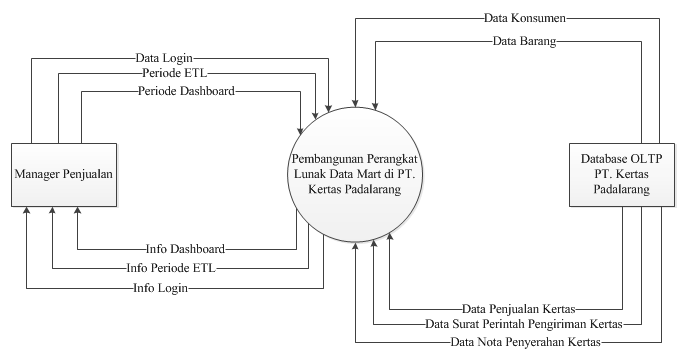 Data Konsumen
Data Barang
Data Login
Periode ETL
Periode Dashboard
Manager Penjualan
Pembangunan Perangkat
Lunak Data Mart di PT.
Kertas Padalarang
Database OLTP
PT. Kertas
Padalarang
Info Dashboard
Info Periode ETL
Info Login
Data Penjualan Kertas
Data Surat Perintah Pengiriman Kertas
Data Nota Penyerahan Kertas